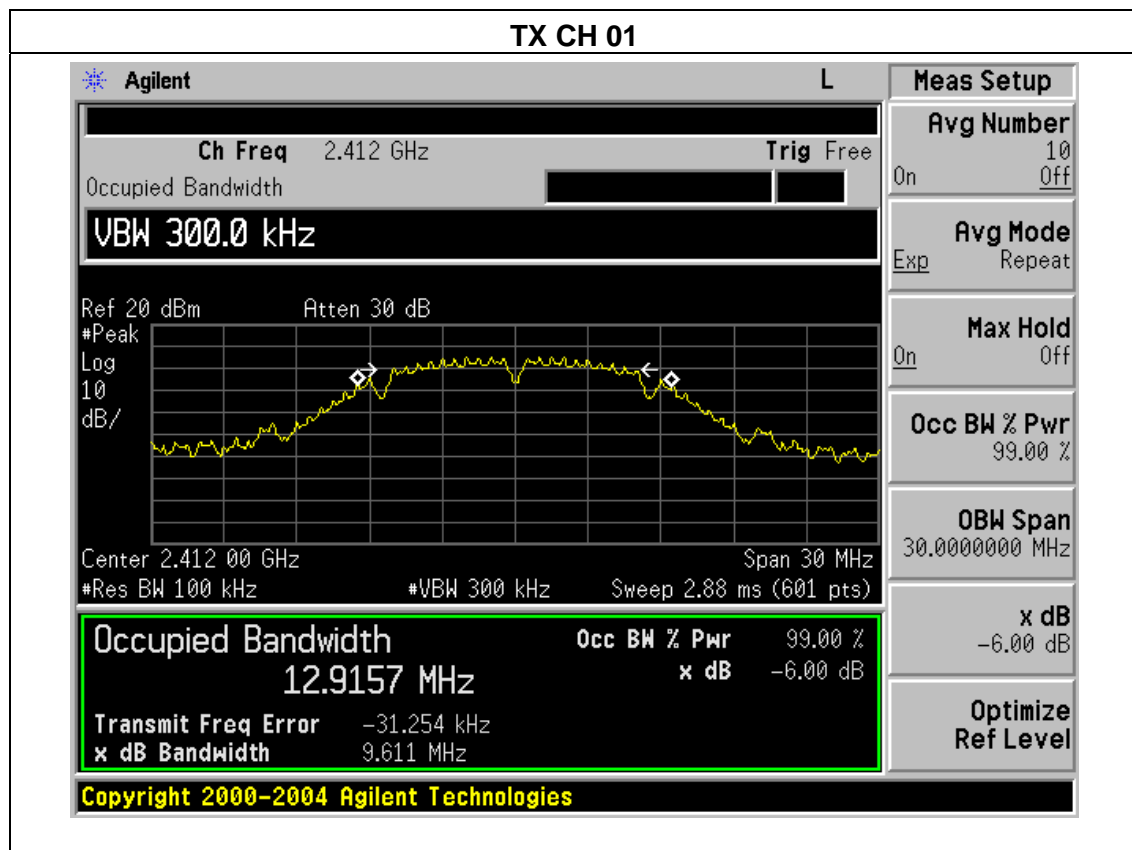 TX CH 01
Agilent L
Ch Freq 2.412 GHz Trig Free
Occupied Bandwidth
VBW 300.0 kHz
Ref 20 dBm Atten 30 dB
#Peak
Log
10
dB/
Center 2.412 00 GHz Span 30 MHz
#Res BW 100 kHz #VBW 300 kHz Sweep 2.88 ms (601 pts)
Occupied Bandwidth Occ BW % Pwr 99.00 %
12.9157 MHz x dB -6.00 dB
Transmit Freq Error -31.254 kHz
x dB Bandwidth 9.611 MHz
Copyright 2000-2004 Agilent Technologies
Meas Setup
Avg Number
10
On Off
Avg Mode
Exp Repeat
Max Hold
On Off
Occ BW % Pwr
99.00 %
OBW Span
30.0000000 MHz
x dB
-6.00 dB
Optimize
Ref Level